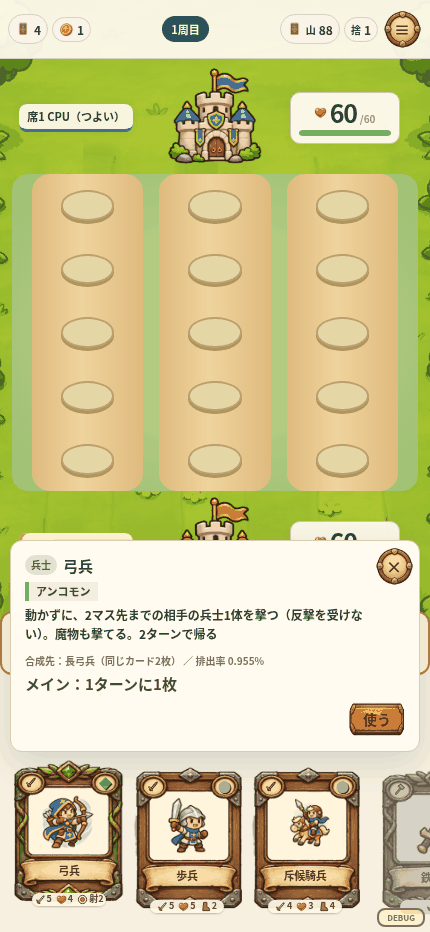 4
1
1周目
山 88
捨 1
席1 CPU（つよい）
60 /60
兵士 弓兵
アンコモン
動かずに、2マス先までの相手の兵士1体を撃つ（反撃を受けな
い）。魔物も撃てる。2ターンで帰る
合成先：長弓兵（同じカード2枚） ／ 排出率 0.955%
メイン：1ターンに1枚
使う
弓兵
5 4 射2
歩兵
5 5 2
斥候騎兵
4 3 4
DEBUG